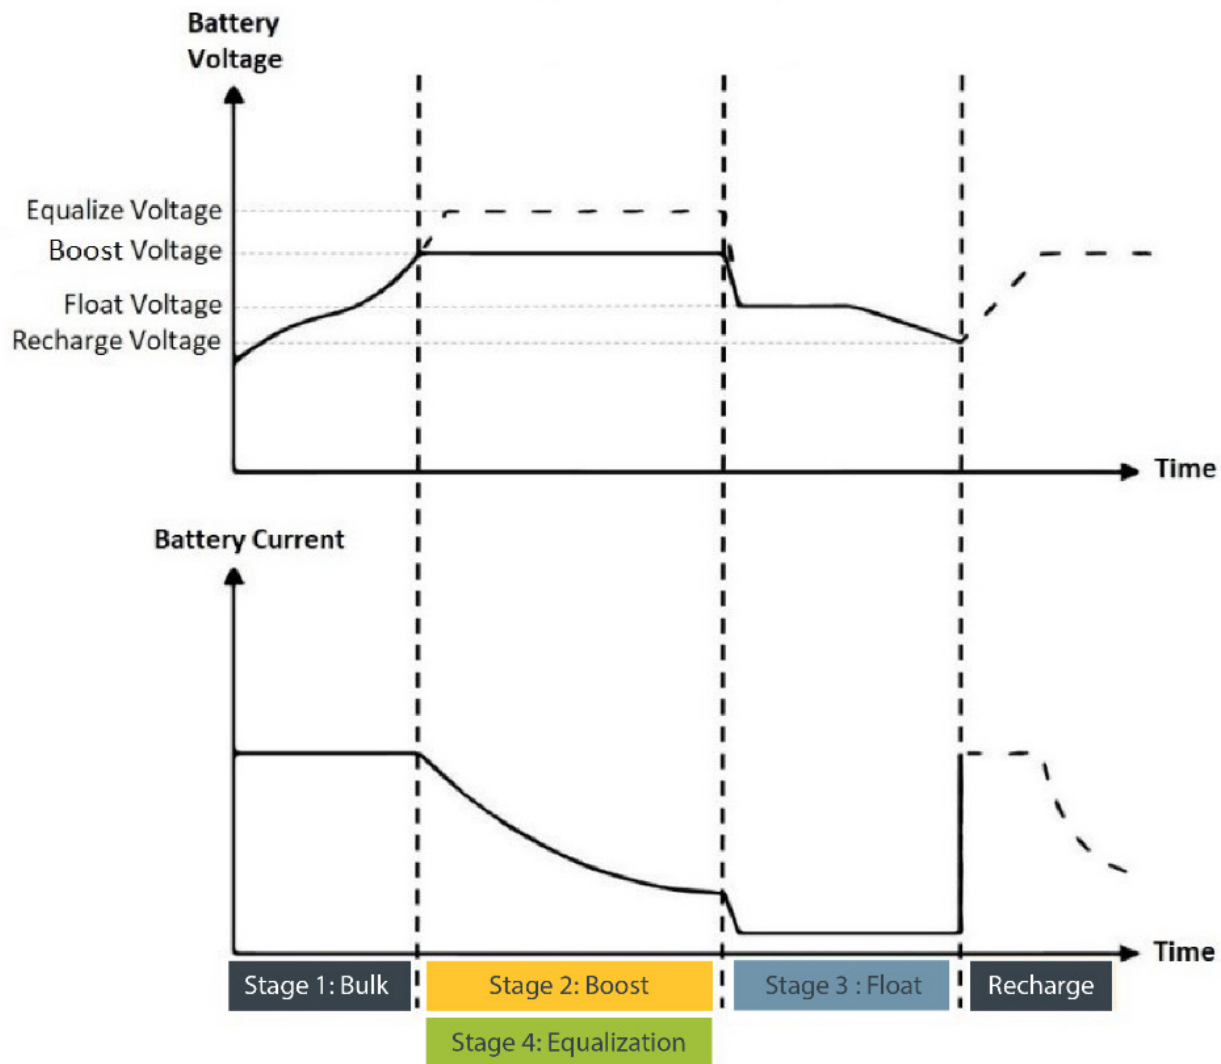 Battery
Voltage
Equalize Voltage
Boost Voltage
Float Voltage
Recharge Voltage
Time
Battery Current
Time
Stage 1: Bulk
Stage 2: Boost
Stage 3 : Float
Recharge
Stage 4: Equalization